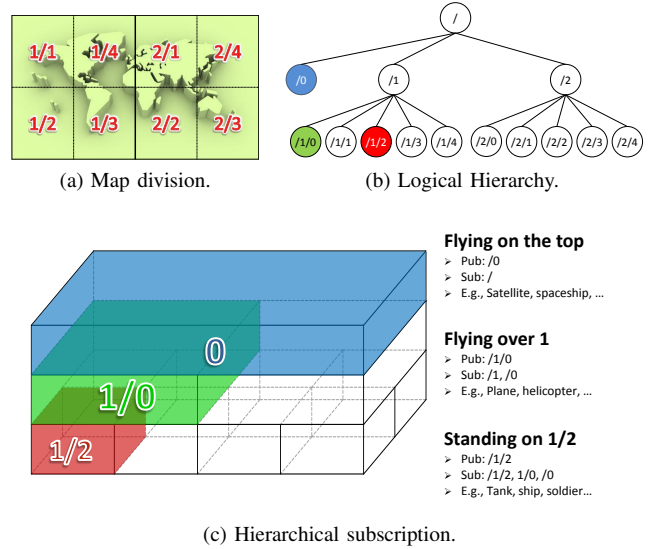 1/1 1/4 2/1 2/4
1/2 1/3 2/2 2/3
(a) Map division.
/
/0 /1 /2
/1/0 /1/1 /1/2 /1/3 /1/4 /2/0 /2/1 /2/2 /2/3 /2/4
(b) Logical Hierarchy.
0
1/0
1/2
Flying on the top
➢ Pub: /0
➢ Sub: /
➢ E.g., Satellite, spaceship, ...
Flying over 1
➢ Pub: /1/0
➢ Sub: /1, /0
➢ E.g., Plane, helicopter, ...
Standing on 1/2
➢ Pub: /1/2
➢ Sub: /1/2, 1/0, /0
➢ E.g., Tank, ship, soldier...
(c) Hierarchical subscription.